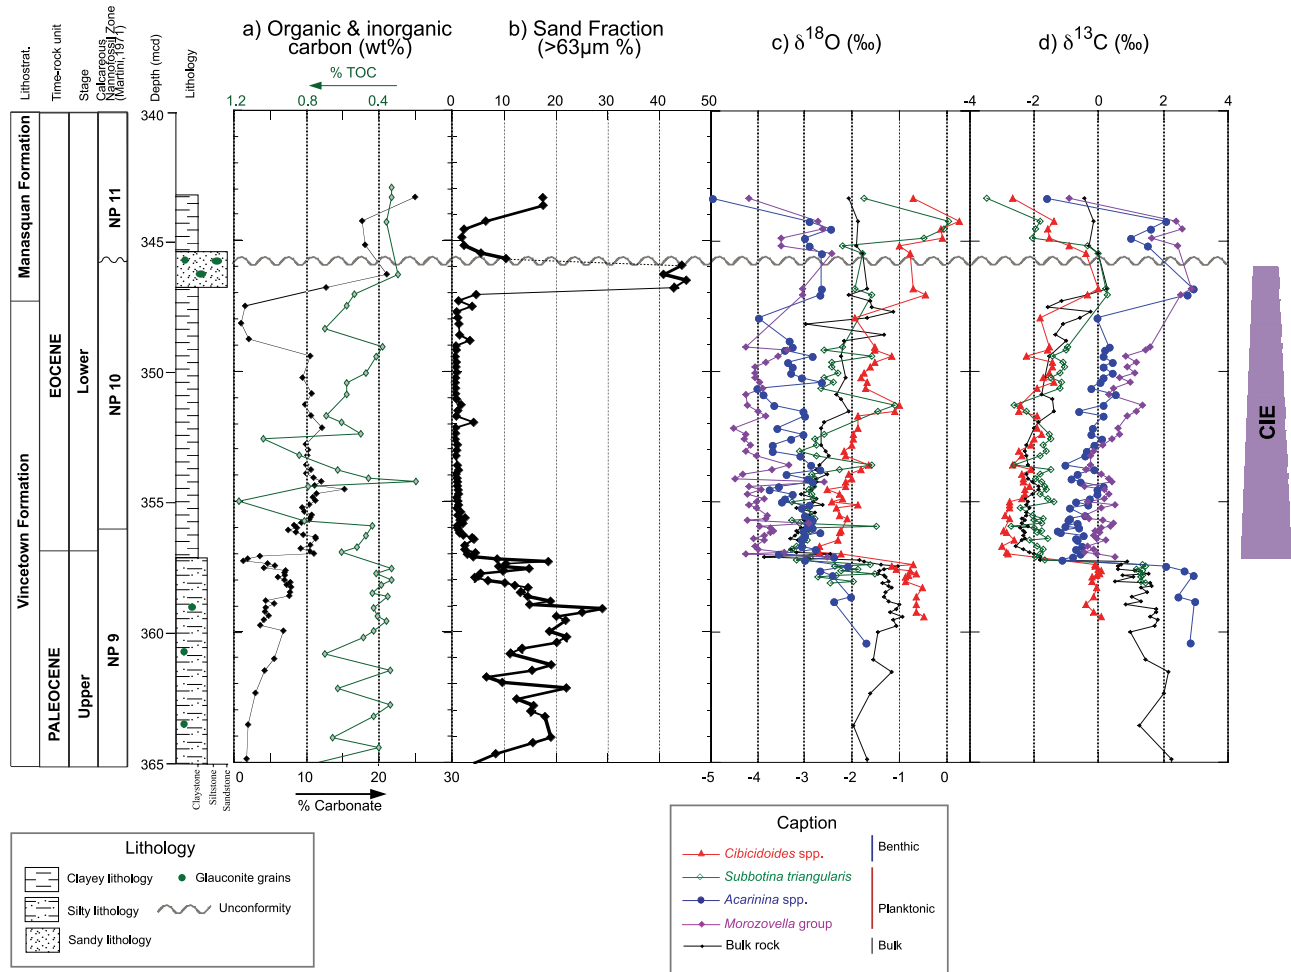 a) Organic & inorganic
carbon (wt%)
b) Sand Fraction
(>63µm %)
c) δ18O (‰)
d) δ13C (‰)
Lithostrat.
Time-rock unit
Stage
Calcareous
Nannofossil Zone
(Martini,1971)
Depth (mcd)
Lithology
% TOC
1.2 0.8 0.4
0 10 20 30 40 50
-4 -2 0 2 4
340
345
350
355
360
365
Manasquan Formation
Vincetown Formation
EOCENE
PALEOCENE
Lower
Upper
NP 11
NP 10
NP 9
CIE
Claystone
Siltstone
Sandstone
0 10 20 30
% Carbonate
-5 -4 -3 -2 -1 0
Lithology
Clayey lithology
Glauconite grains
Silty lithology
Unconformity
Sandy lithology
Caption
Cibicidoides spp.
Benthic
Subbotina triangularis
Acarinina spp.
Planktonic
Morozovella group
Bulk rock
Bulk